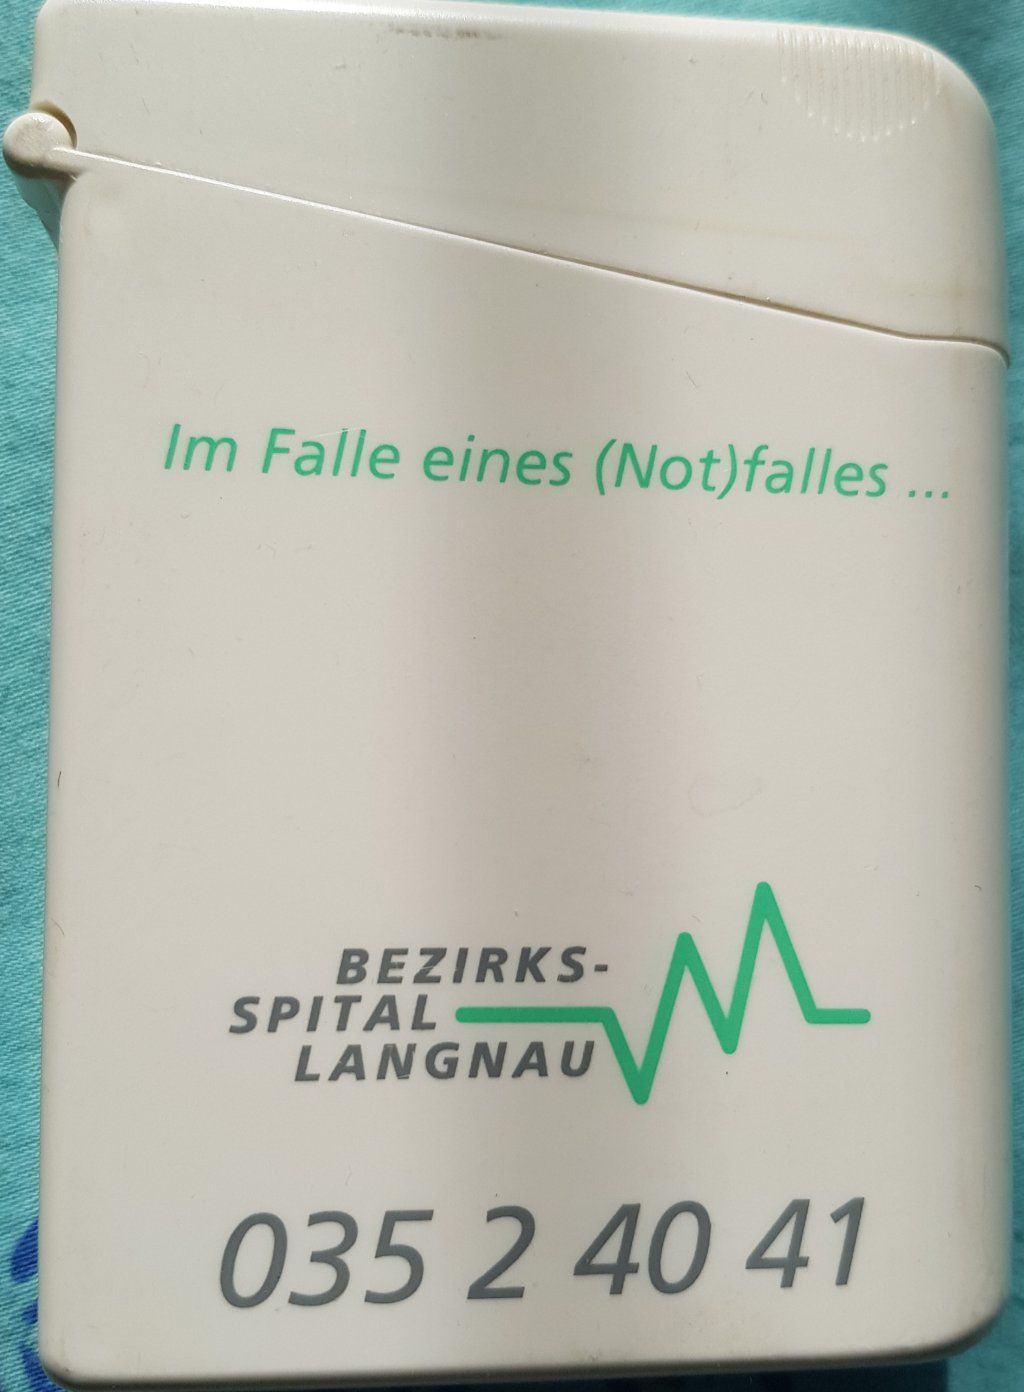 Im Falle eines (Not)falles ...
BEZIRKS-
SPITAL
LANGNAU
035 2 40 41